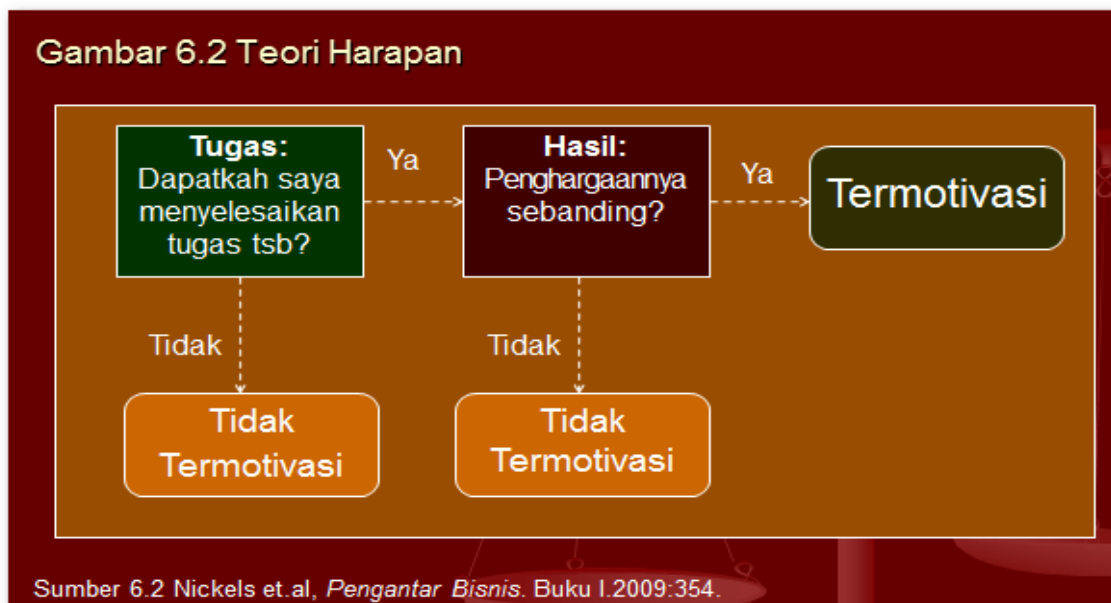 Gambar 6.2 Teori Harapan
Tugas:
Dapatkah saya
menyelesaikan
tugas tsb?
Ya
Hasil:
Penghargaannya
sebanding?
Ya
Termotivasi
Tidak
Tidak
Tidak
Termotivasi
Tidak
Termotivasi
Sumber 6.2 Nickels et.al, Pengantar Bisnis. Buku I.2009:354.